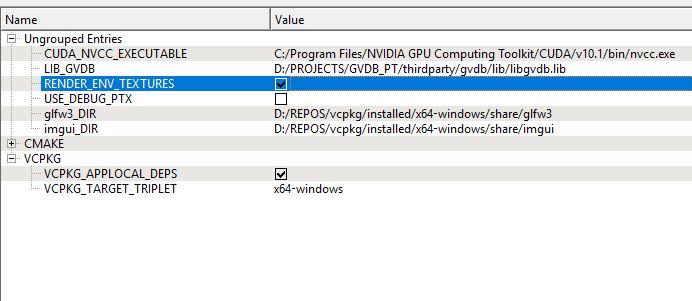 Name Value
Ungrouped Entries
CUDA_NVCC_EXECUTABLE C:/Program Files/NVIDIA GPU Computing Toolkit/CUDA/v10.1/bin/nvcc.exe
LIB_GVDB D:/PROJECTS/GVDB_PT/thirdparty/gvdb/lib/libgvdb.lib
RENDER_ENV_TEXTURES
USE_DEBUG_PTX
glfw3_DIR D:/REPOS/vcpkg/installed/x64-windows/share/glfw3
imgui_DIR D:/REPOS/vcpkg/installed/x64-windows/share/imgui
CMAKE
VCPKG
VCPKG_APPLOCAL_DEPS
VCPKG_TARGET_TRIPLET x64-windows